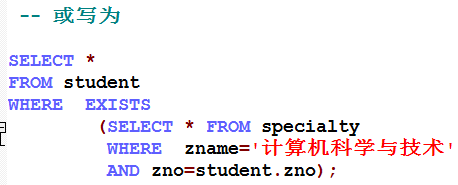 -- 或写为
SELECT *
FROM student
WHERE EXISTS
(SELECT * FROM specialty
WHERE zname='计算机科学与技术'
AND zno=student.zno);